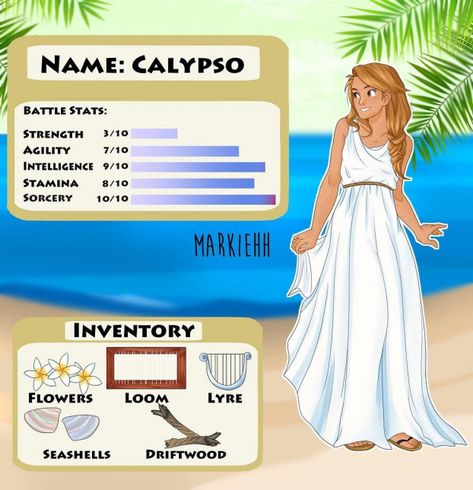 Name: Calypso
Battle Stats:
Strength 3/10
Agility 7/10
Intelligence 9/10
Stamina 8/10
Sorcery 10/10
MARKIEHH
Inventory
Flowers Loom Lyre
Seashells Driftwood